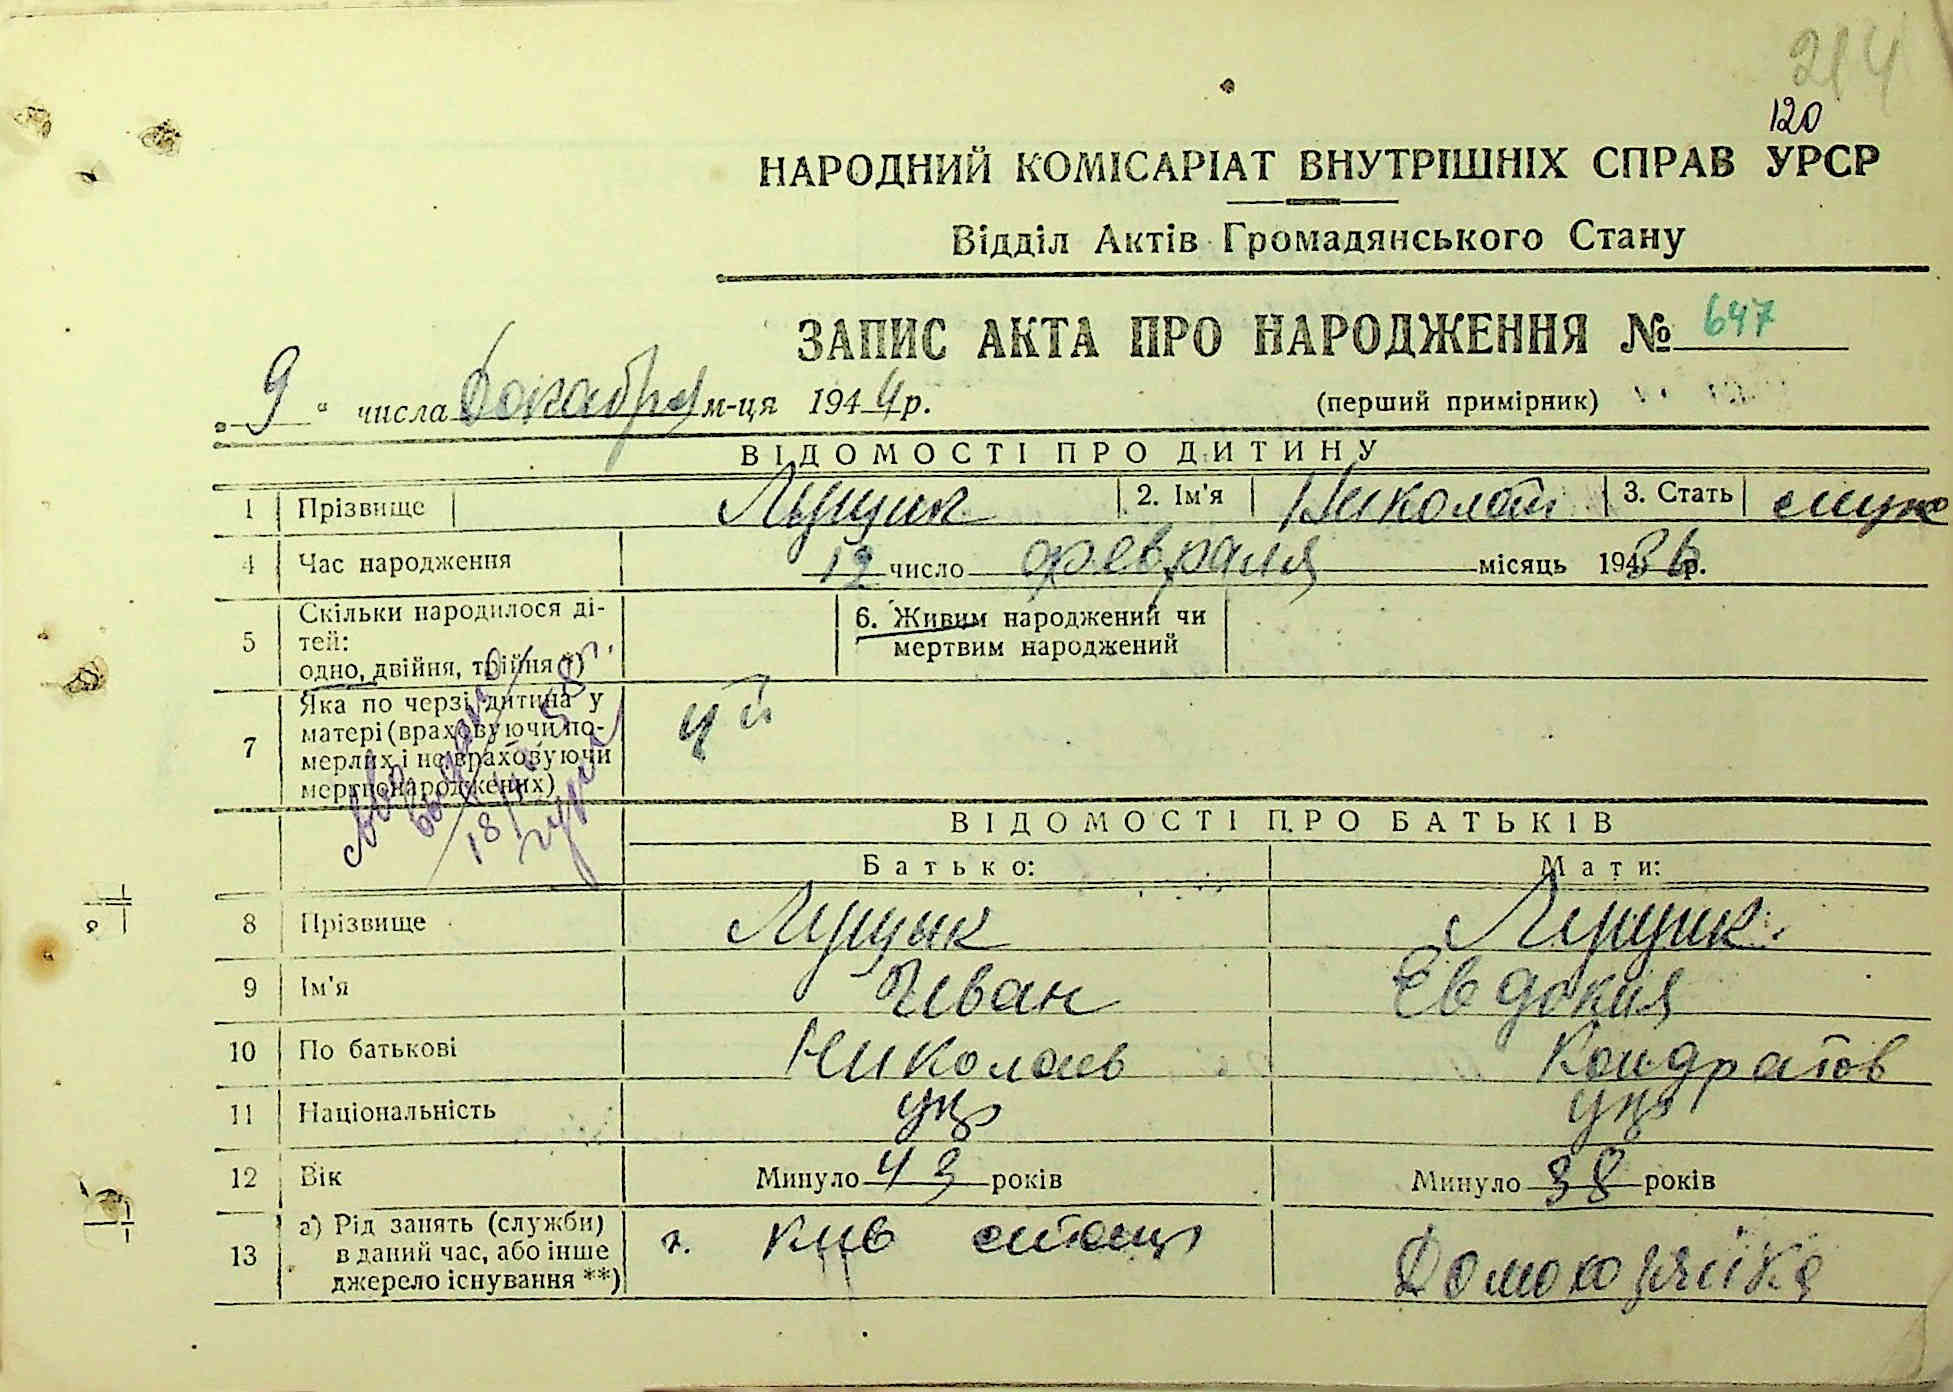 214
120
НАРОДНИЙ КОМІСАРІАТ ВНУТРІШНІХ СПРАВ УРСР
Відділ Актів Громадянського Стану
ЗАПИС АКТА ПРО НАРОДЖЕННЯ № 647
„ 9 “ числа Декабря м-ця 1944 р.
(перший примірник)
ВІДОМОСТІ ПРО ДИТИНУ
1 Прізвище Лущик 2. Ім'я Николай 3. Стать муж
4 Час народження 12 число февраля місяць 1936 р.
5 Скільки народилося дітей:
одно, двійня, трійня *)
6. Живим народжений чи
мертвим народжений
7 Яка по черзі дитина у
матері (враховуючи по-
мерлих і не враховуючи
мертвонароджених)
4й
ВІДОМОСТІ ПРО БАТЬКІВ
Батько: Мати:
8 Прізвище Лущик Лущик
9 Ім'я Иван Евдокия
10 По батькові Николаев Кондратов
11 Національність укр укр
12 Вік Минуло 43 років Минуло 38 років
13 а) Рід занять (служби)
в даний час, або інше
джерело існування **)
г. Киев
Домохозяйка